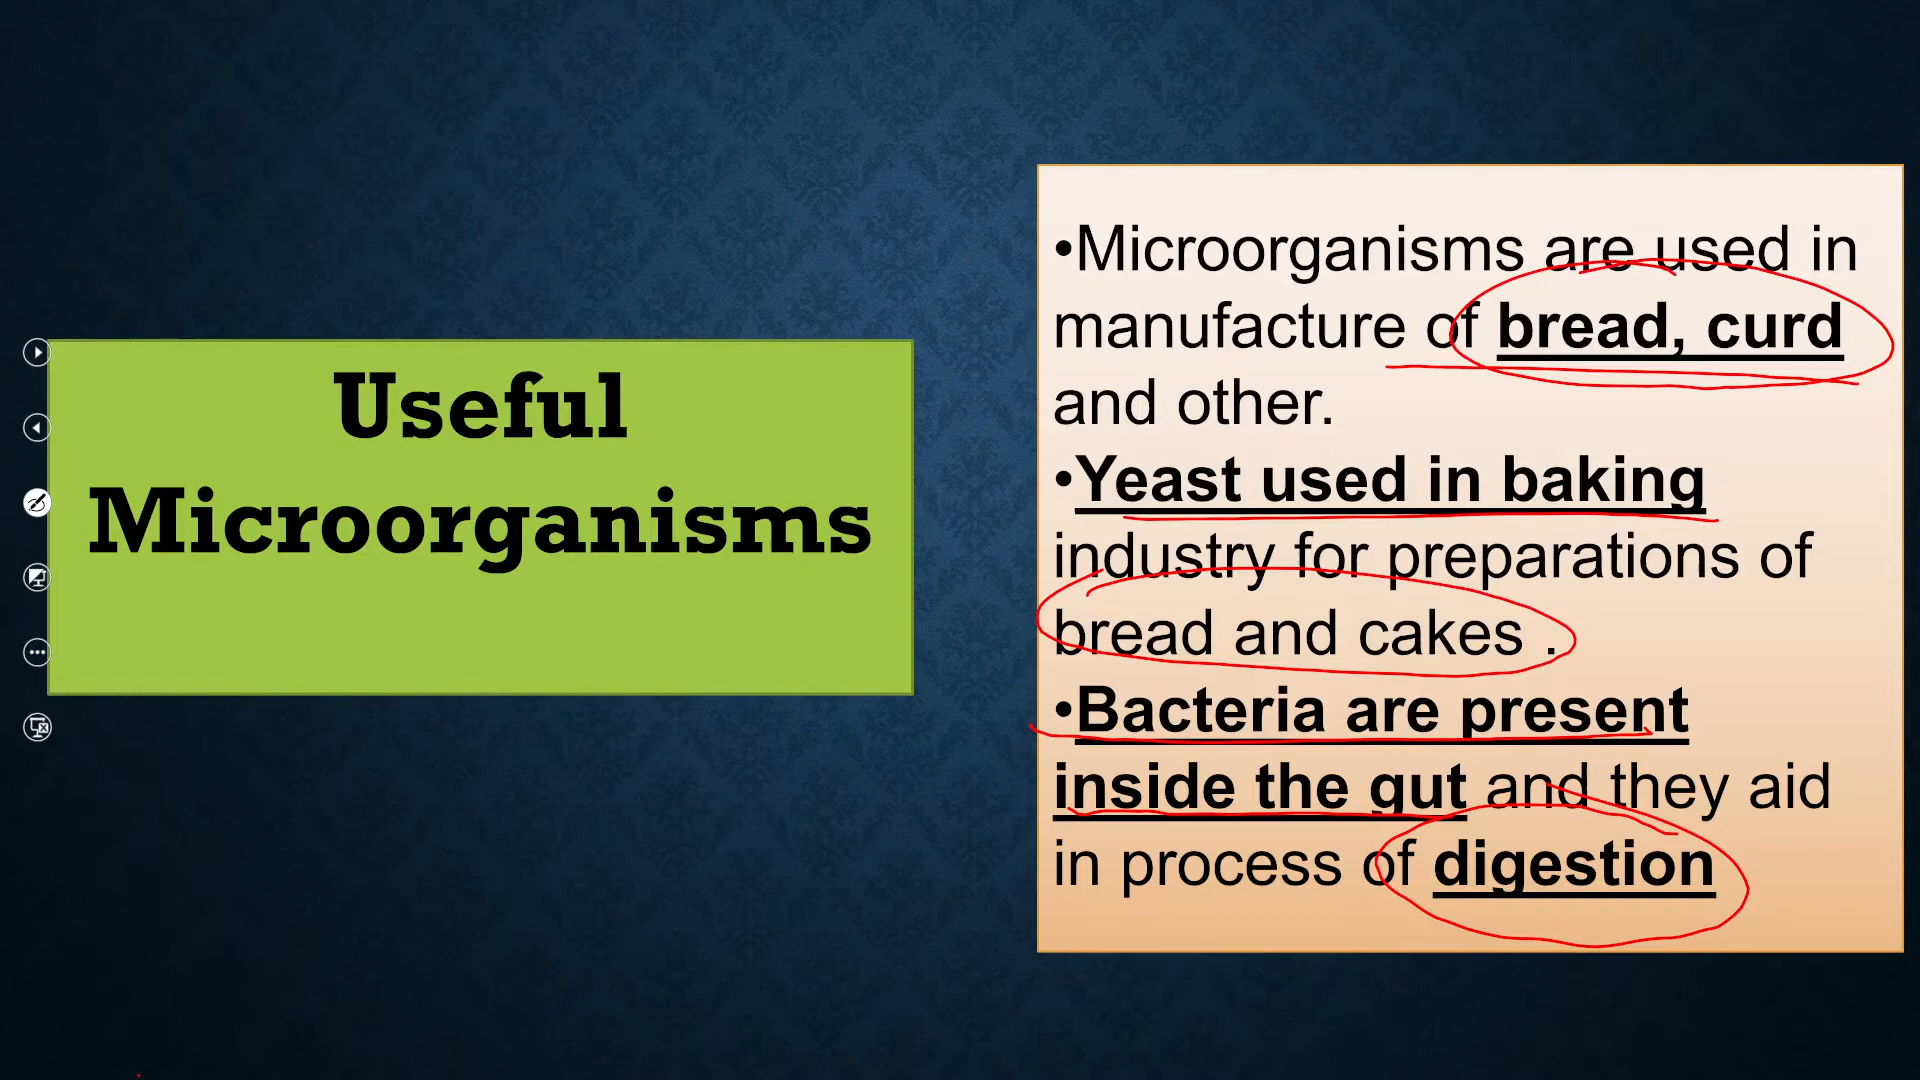 Useful
Microorganisms
•Microorganisms are used in
manufacture of bread, curd
and other.
•Yeast used in baking
industry for preparations of
bread and cakes .
•Bacteria are present
inside the gut and they aid
in process of digestion